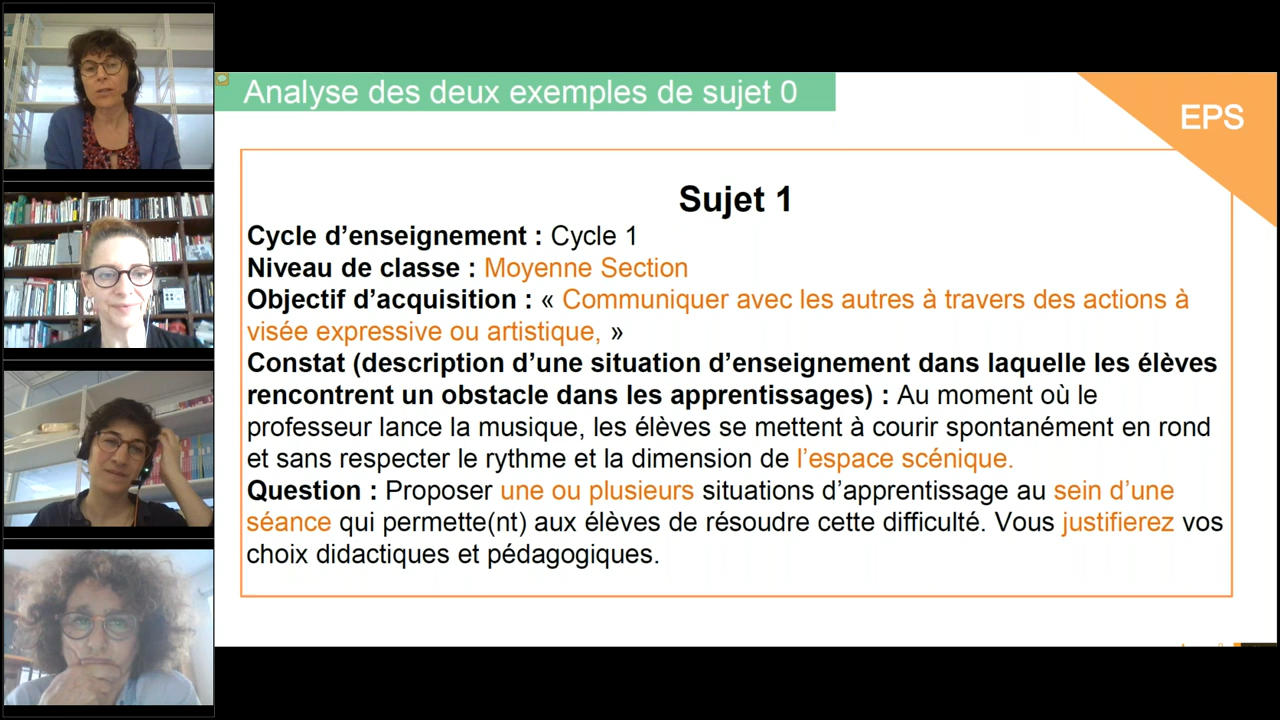 Analyse des deux exemples de sujet 0
EPS
Sujet 1
Cycle d’enseignement : Cycle 1
Niveau de classe : Moyenne Section
Objectif d’acquisition : « Communiquer avec les autres à travers des actions à
visée expressive ou artistique, »
Constat (description d’une situation d’enseignement dans laquelle les élèves
rencontrent un obstacle dans les apprentissages) : Au moment où le
professeur lance la musique, les élèves se mettent à courir spontanément en rond
et sans respecter le rythme et la dimension de l’espace scénique.
Question : Proposer une ou plusieurs situations d’apprentissage au sein d’une
séance qui permette(nt) aux élèves de résoudre cette difficulté. Vous justifierez vos
choix didactiques et pédagogiques.